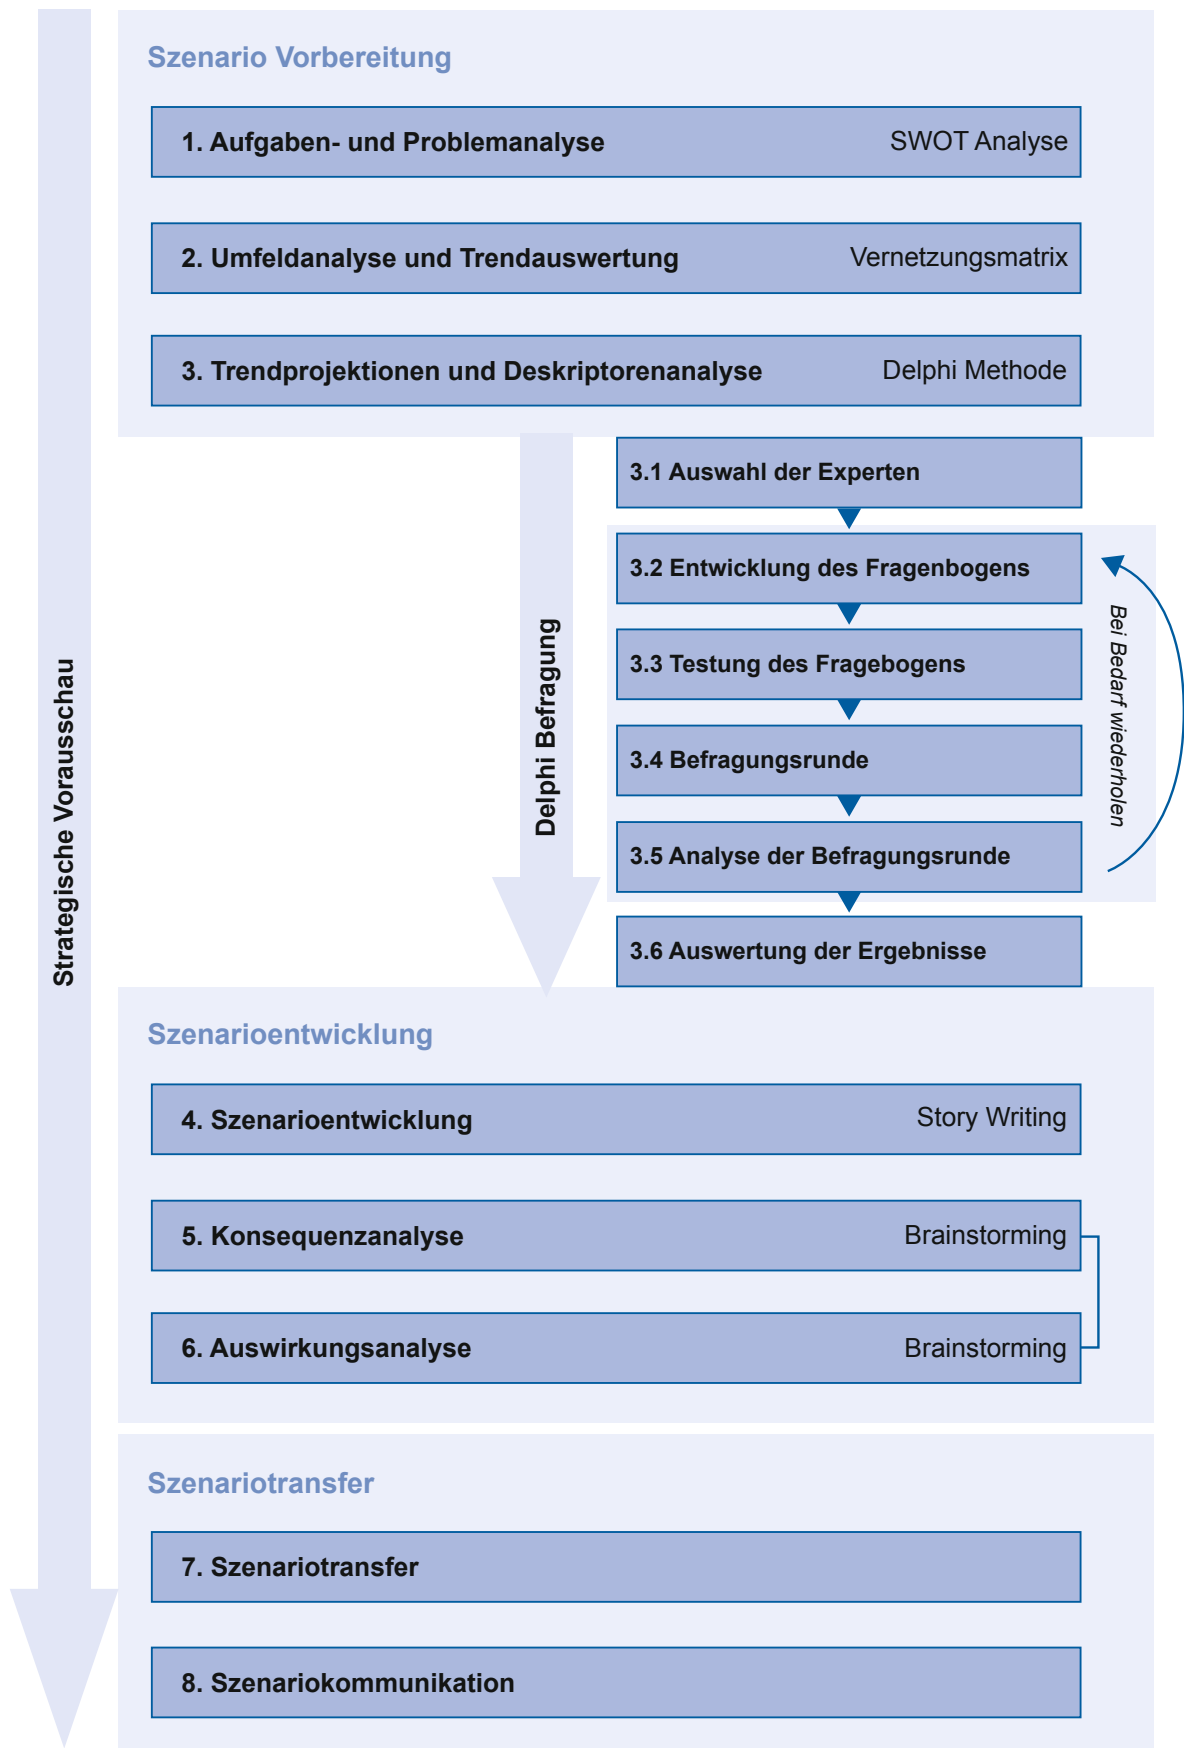 Strategische Vorausschau
Szenario Vorbereitung
1. Aufgaben- und Problemanalyse SWOT Analyse
2. Umfeldanalyse und Trendauswertung Vernetzungsmatrix
3. Trendprojektionen und Deskriptorenanalyse Delphi Methode
Delphi Befragung
3.1 Auswahl der Experten
3.2 Entwicklung des Fragenbogens
3.3 Testung des Fragebogens
3.4 Befragungsrunde
3.5 Analyse der Befragungsrunde
Bei Bedarf wiederholen
3.6 Auswertung der Ergebnisse
Szenarioentwicklung
4. Szenarioentwicklung Story Writing
5. Konsequenzanalyse Brainstorming
6. Auswirkungsanalyse Brainstorming
Szenariotransfer
7. Szenariotransfer
8. Szenariokommunikation